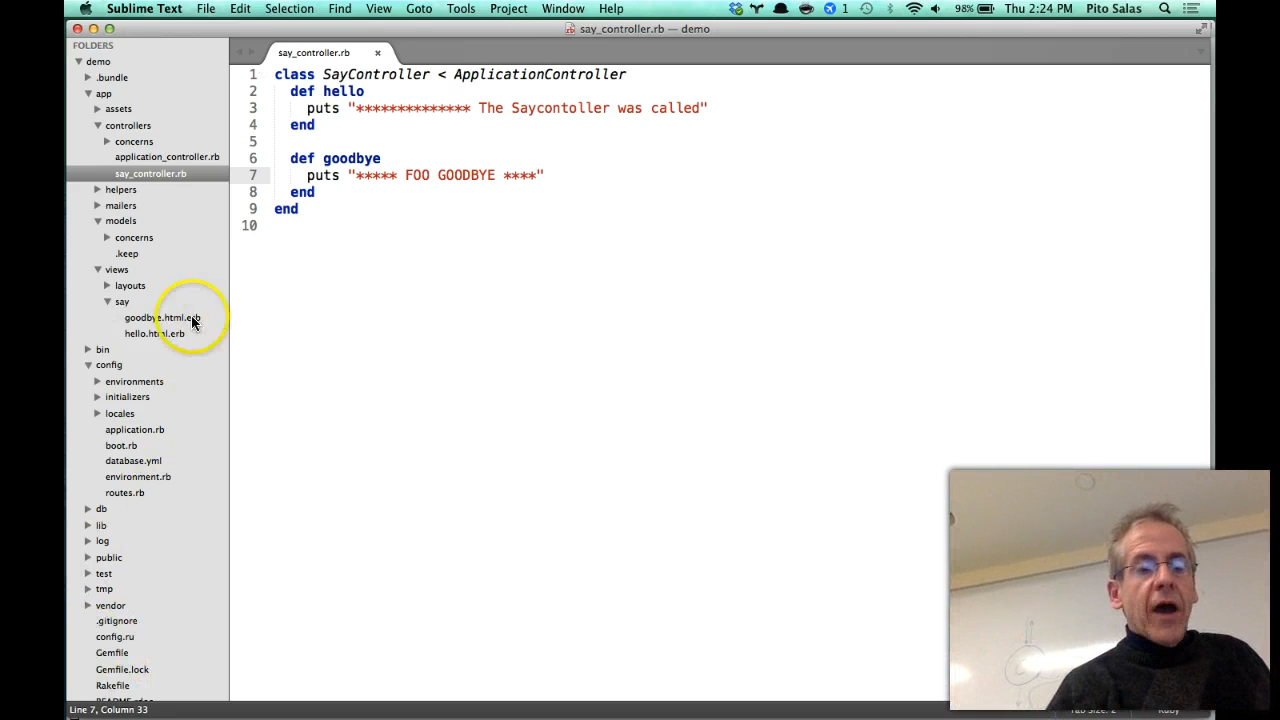 Sublime Text File Edit Selection Find View Goto Tools Project Window Help 1 98% Thu 2:24 PM Pito Salas
say_controller.rb — demo
FOLDERS
demo
.bundle
app
assets
controllers
concerns
application_controller.rb
say_controller.rb
helpers
mailers
models
concerns
.keep
views
layouts
say
goodbye.html.erb
hello.html.erb
bin
config
environments
initializers
locales
application.rb
boot.rb
database.yml
environment.rb
routes.rb
db
lib
log
public
test
tmp
vendor
.gitignore
config.ru
Gemfile
Gemfile.lock
Rakefile
say_controller.rb ×
1 class SayController < ApplicationController
2 def hello
3 puts "************** The Saycontoller was called"
4 end
5
6 def goodbye
7 puts "***** FOO GOODBYE ****"
8 end
9 end
10
Line 7, Column 33